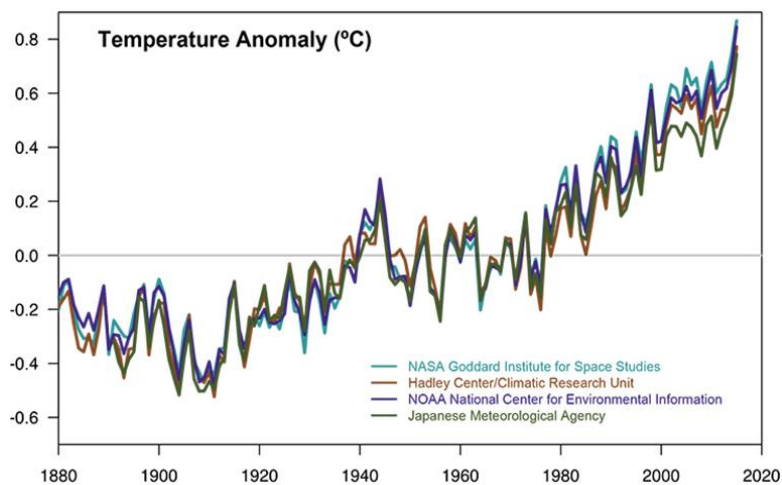 Temperature Anomaly (ºC)
0.8
0.6
0.4
0.2
0.0
-0.2
-0.4
-0.6
NASA Goddard Institute for Space Studies
Hadley Center/Climatic Research Unit
NOAA National Center for Environmental Information
Japanese Meteorological Agency
1880 1900 1920 1940 1960 1980 2000 2020